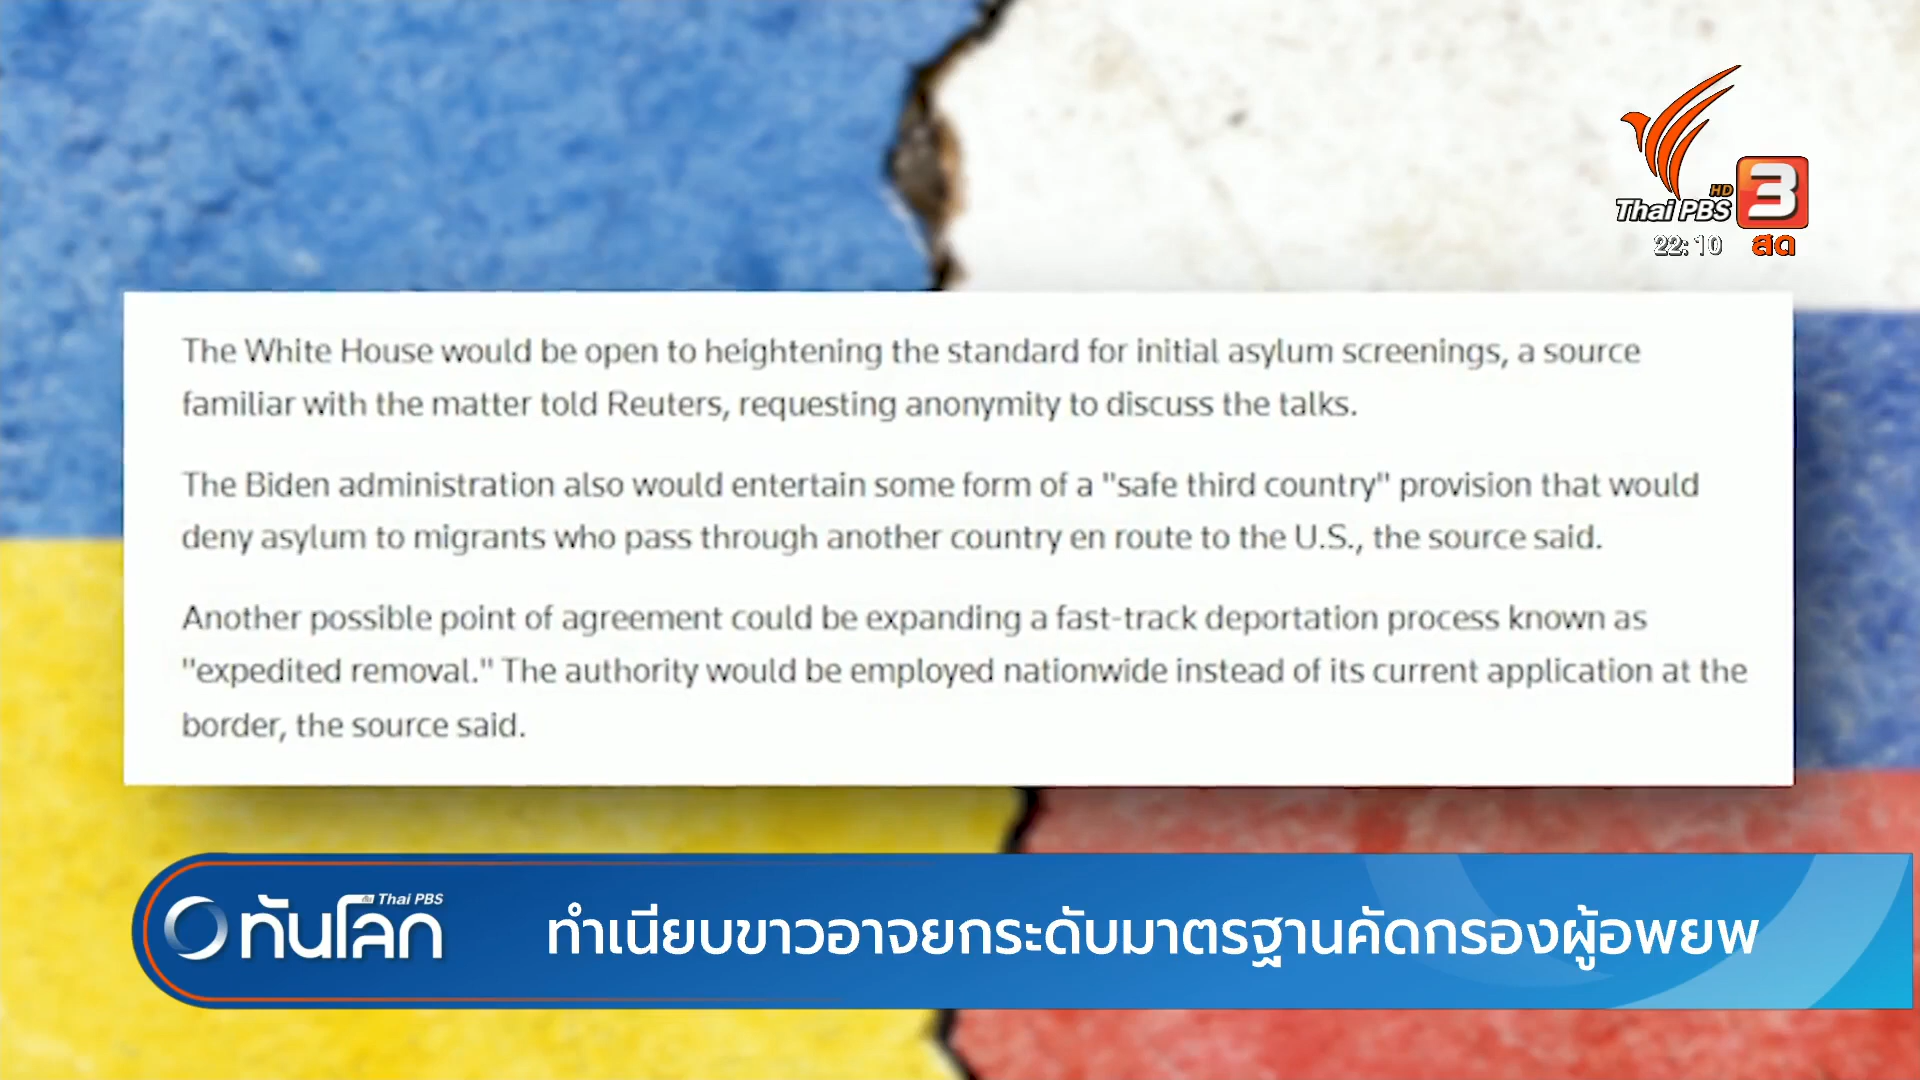 HD
Thai PBS 3
22:10 สด
The White House would be open to heightening the standard for initial asylum screenings, a source
familiar with the matter told Reuters, requesting anonymity to discuss the talks.
The Biden administration also would entertain some form of a "safe third country" provision that would
deny asylum to migrants who pass through another country en route to the U.S., the source said.
Another possible point of agreement could be expanding a fast-track deportation process known as
"expedited removal." The authority would be employed nationwide instead of its current application at the
border, the source said.
กับ Thai PBS
ทันโลก
ทำเนียบขาวอาจยกระดับมาตรฐานคัดกรองผู้อพยพ